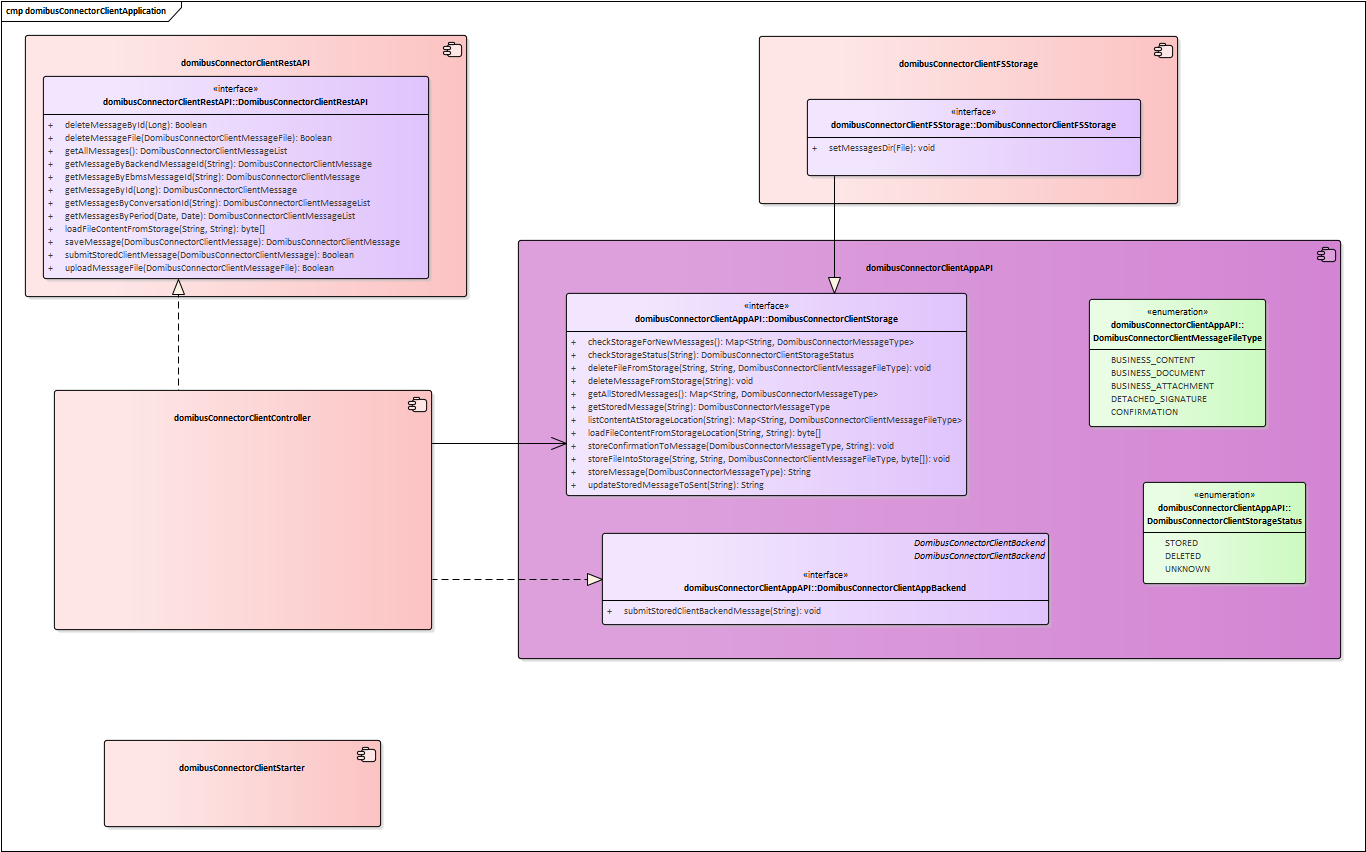 cmp domibusConnectorClientApplication
domibusConnectorClientRestAPI
«interface»
domibusConnectorClientRestAPI::DomibusConnectorClientRestAPI
+ deleteMessageById(Long): Boolean
+ deleteMessageFile(DomibusConnectorClientMessageFile): Boolean
+ getAllMessages(): DomibusConnectorClientMessageList
+ getMessageByBackendMessageId(String): DomibusConnectorClientMessage
+ getMessageByEbmsMessageId(String): DomibusConnectorClientMessage
+ getMessageById(Long): DomibusConnectorClientMessage
+ getMessagesByConversationId(String): DomibusConnectorClientMessageList
+ getMessagesByPeriod(Date, Date): DomibusConnectorClientMessageList
+ loadFileContentFromStorage(String, String): byte[]
+ saveMessage(DomibusConnectorClientMessage): DomibusConnectorClientMessage
+ submitStoredClientMessage(DomibusConnectorClientMessage): Boolean
+ uploadMessageFile(DomibusConnectorClientMessageFile): Boolean
domibusConnectorClientFSStorage
«interface»
domibusConnectorClientFSStorage::DomibusConnectorClientFSStorage
+ setMessagesDir(File): void
domibusConnectorClientAppAPI
«interface»
domibusConnectorClientAppAPI::DomibusConnectorClientStorage
+ checkStorageForNewMessages(): Map<String, DomibusConnectorMessageType>
+ checkStorageStatus(String): DomibusConnectorClientStorageStatus
+ deleteFileFromStorage(String, String, DomibusConnectorClientMessageFileType): void
+ deleteMessageFromStorage(String): void
+ getAllStoredMessages(): Map<String, DomibusConnectorMessageType>
+ getStoredMessage(String): DomibusConnectorMessageType
+ listContentAtStorageLocation(String): Map<String, DomibusConnectorClientMessageFileType>
+ loadFileContentFromStorageLocation(String, String): byte[]
+ storeConfirmationToMessage(DomibusConnectorMessageType, String): void
+ storeFileIntoStorage(String, String, DomibusConnectorClientMessageFileType, byte[]): void
+ storeMessage(DomibusConnectorMessageType): String
+ updateStoredMessageToSent(String): String
«enumeration»
domibusConnectorClientAppAPI::
DomibusConnectorClientMessageFileType
BUSINESS_CONTENT
BUSINESS_DOCUMENT
BUSINESS_ATTACHMENT
DETACHED_SIGNATURE
CONFIRMATION
«enumeration»
domibusConnectorClientAppAPI::
DomibusConnectorClientStorageStatus
STORED
DELETED
UNKNOWN
DomibusConnectorClientBackend
DomibusConnectorClientBackend
«interface»
domibusConnectorClientAppAPI::DomibusConnectorClientAppBackend
+ submitStoredClientBackendMessage(String): void
domibusConnectorClientController
domibusConnectorClientStarter